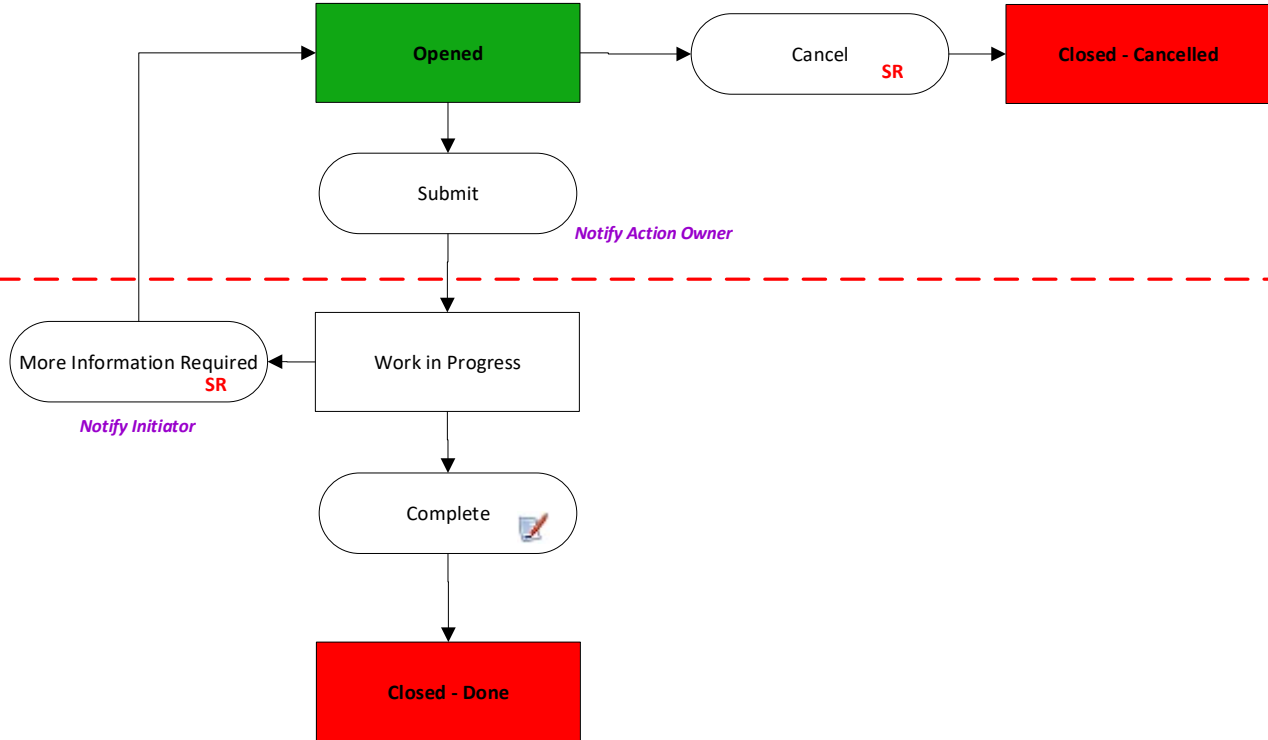 Opened
Cancel
SR
Closed - Cancelled
Submit
Notify Action Owner
More Information Required
SR
Work in Progress
Notify Initiator
Complete
Closed - Done